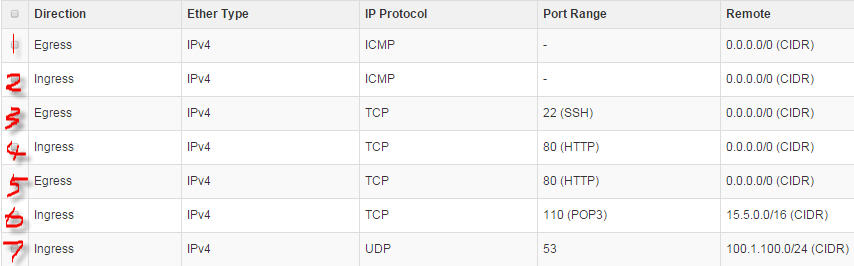 Direction Ether Type IP Protocol Port Range Remote
1 Egress IPv4 ICMP - 0.0.0.0/0 (CIDR)
2 Ingress IPv4 ICMP - 0.0.0.0/0 (CIDR)
3 Egress IPv4 TCP 22 (SSH) 0.0.0.0/0 (CIDR)
4 Ingress IPv4 TCP 80 (HTTP) 0.0.0.0/0 (CIDR)
5 Egress IPv4 TCP 80 (HTTP) 0.0.0.0/0 (CIDR)
6 Ingress IPv4 TCP 110 (POP3) 15.5.0.0/16 (CIDR)
7 Ingress IPv4 UDP 53 100.1.100.0/24 (CIDR)